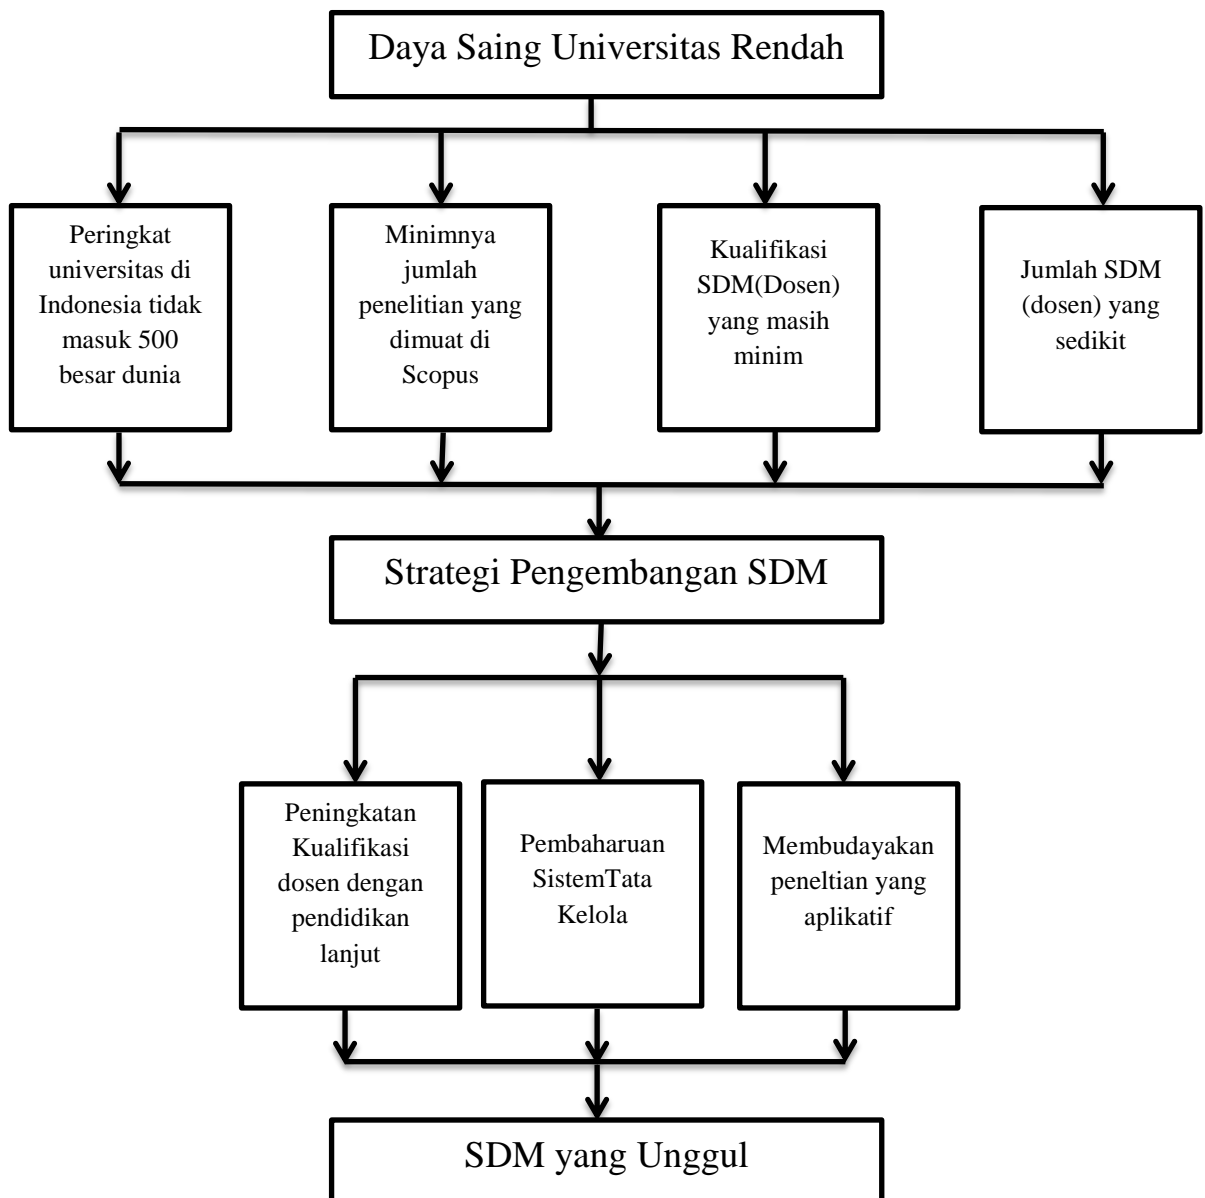 Daya Saing Universitas Rendah
Peringkat
universitas di
Indonesia tidak
masuk 500
besar dunia
Minimnya
jumlah
penelitian yang
dimuat di
Scopus
Kualifikasi
SDM(Dosen)
yang masih
minim
Jumlah SDM
(dosen) yang
sedikit
Strategi Pengembangan SDM
Peningkatan
Kualifikasi
dosen dengan
pendidikan
lanjut
Pembaharuan
SistemTata
Kelola
Membudayakan
peneltian yang
aplikatif
SDM yang Unggul